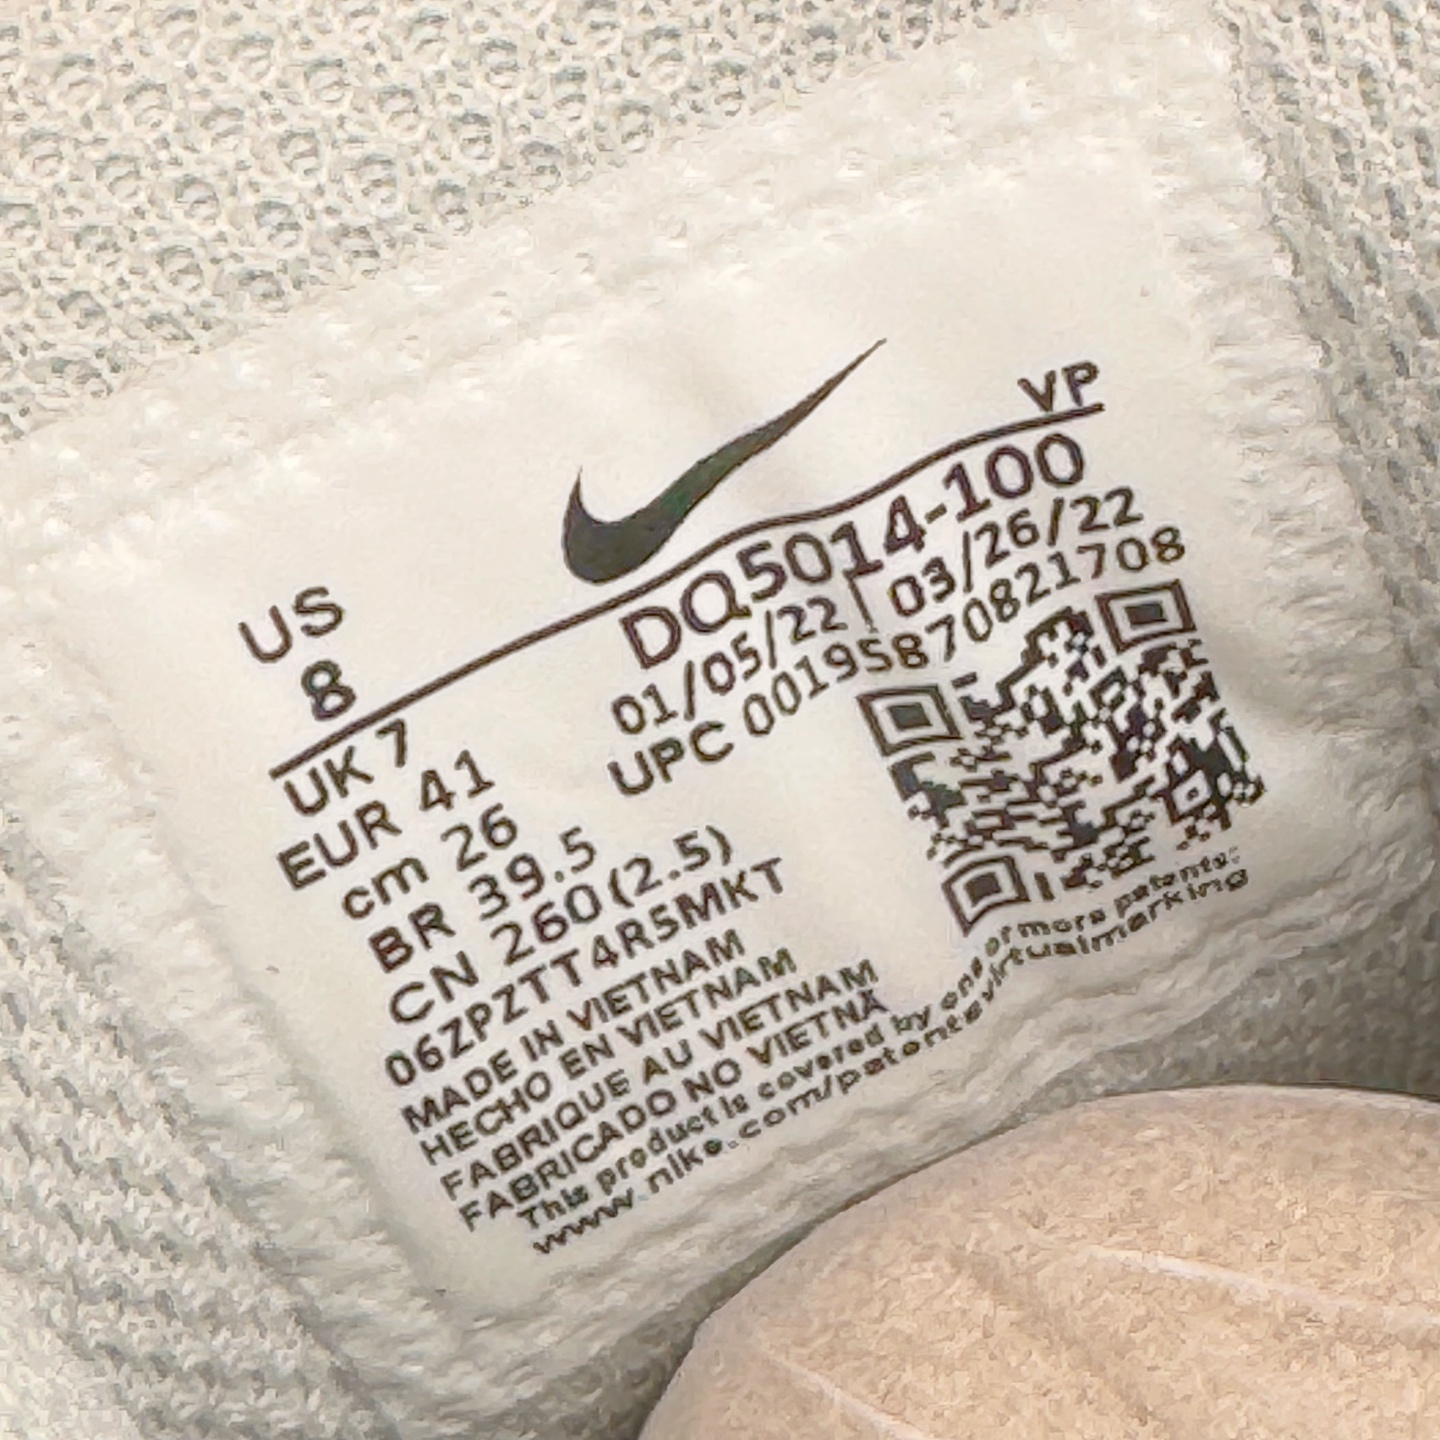 VP
US
8
UK 7
EUR 41
cm 26
BR 39.5
CN 260 (2.5)
06ZPZTT4R5MKT
DQ5014-100
01/05/22 | 03/26/22
UPC 00195870821708
MADE IN VIETNAM
HECHO EN VIETNAM
FABRIQUE AU VIETNAM
FABRICADO NO VIETNÃ
This product is covered by one or more patents:
www.nike.com/patentsvirtualmarking